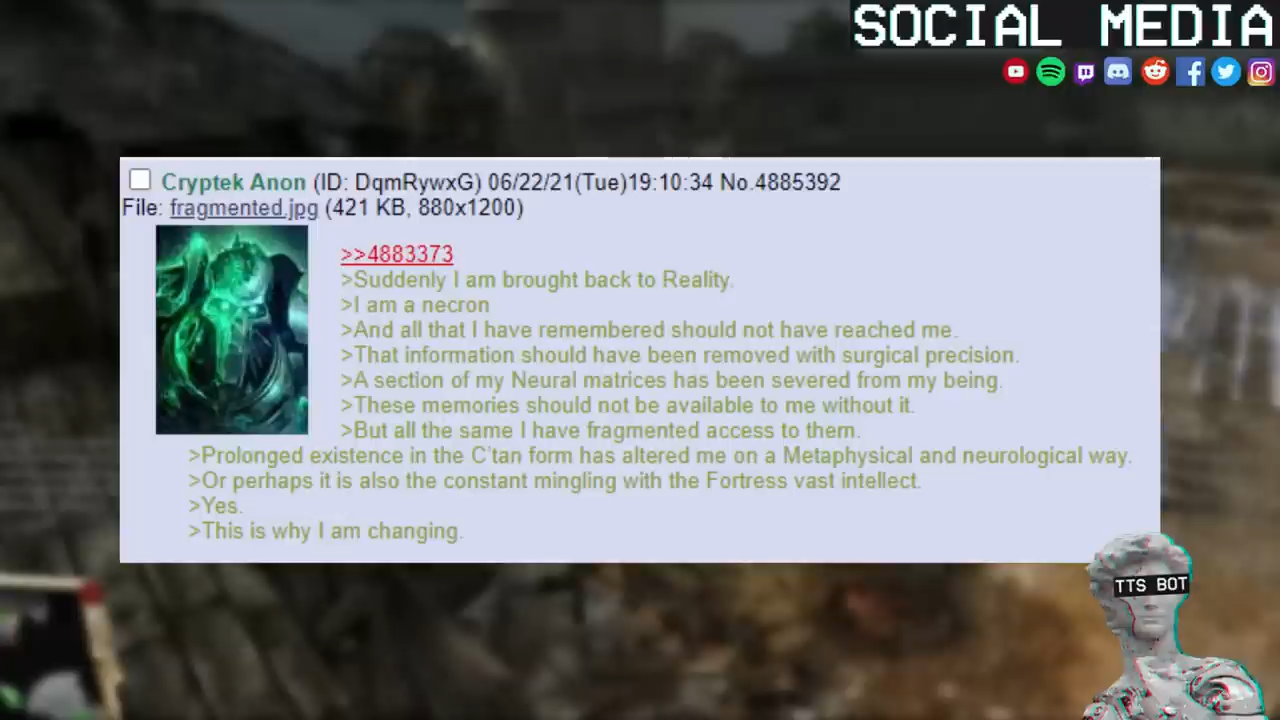 SOCIAL MEDIA
Cryptek Anon (ID: DqmRywxG) 06/22/21(Tue)19:10:34 No.4885392
File: fragmented.jpg (421 KB, 880x1200)
>>4883373
>Suddenly I am brought back to Reality.
>I am a necron
>And all that I have remembered should not have reached me.
>That information should have been removed with surgical precision.
>A section of my Neural matrices has been severed from my being.
>These memories should not be available to me without it.
>But all the same I have fragmented access to them.
>Prolonged existence in the C'tan form has altered me on a Metaphysical and neurological way.
>Or perhaps it is also the constant mingling with the Fortress vast intellect.
>Yes.
>This is why I am changing.
TTS BOT